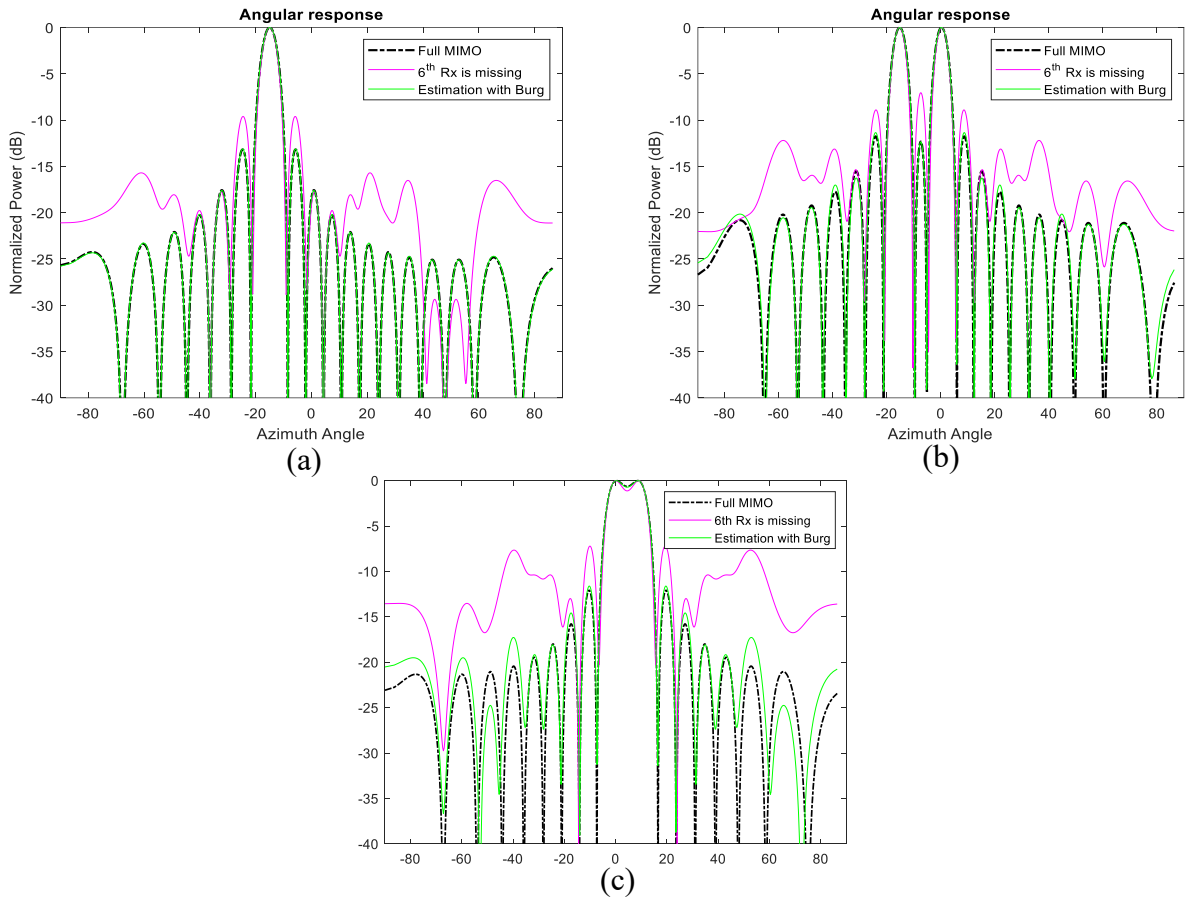 Angular response
Normalized Power (dB)
0
-5
-10
-15
-20
-25
-30
-35
-40
Full MIMO
6th Rx is missing
Estimation with Burg
-80 -60 -40 -20 0 20 40 60 80
Azimuth Angle
(a)
Angular response
Normalized Power (dB)
0
-5
-10
-15
-20
-25
-30
-35
-40
Full MIMO
6th Rx is missing
Estimation with Burg
-80 -60 -40 -20 0 20 40 60 80
Azimuth Angle
(b)
0
-5
-10
-15
-20
-25
-30
-35
-40
Full MIMO
6th Rx is missing
Estimation with Burg
-80 -60 -40 -20 0 20 40 60 80
(c)